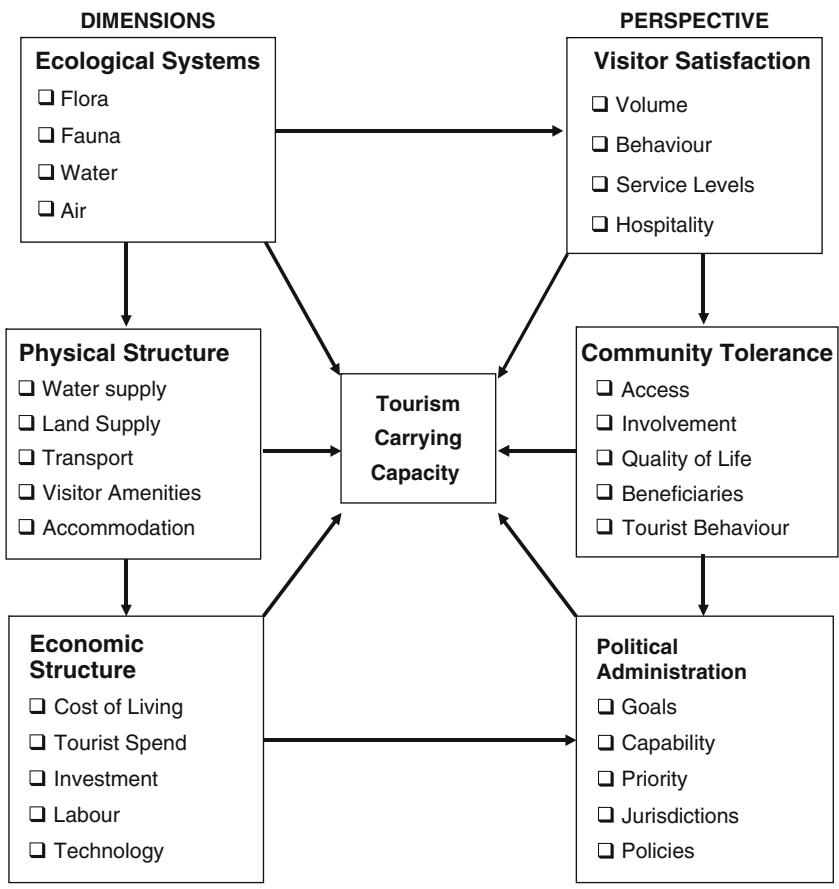 DIMENSIONS
PERSPECTIVE
Ecological Systems
❑ Flora
❑ Fauna
❑ Water
❑ Air
Visitor Satisfaction
❑ Volume
❑ Behaviour
❑ Service Levels
❑ Hospitality
Physical Structure
❑ Water supply
❑ Land Supply
❑ Transport
❑ Visitor Amenities
❑ Accommodation
Tourism
Carrying
Capacity
Community Tolerance
❑ Access
❑ Involvement
❑ Quality of Life
❑ Beneficiaries
❑ Tourist Behaviour
Economic
Structure
❑ Cost of Living
❑ Tourist Spend
❑ Investment
❑ Labour
❑ Technology
Political
Administration
❑ Goals
❑ Capability
❑ Priority
❑ Jurisdictions
❑ Policies